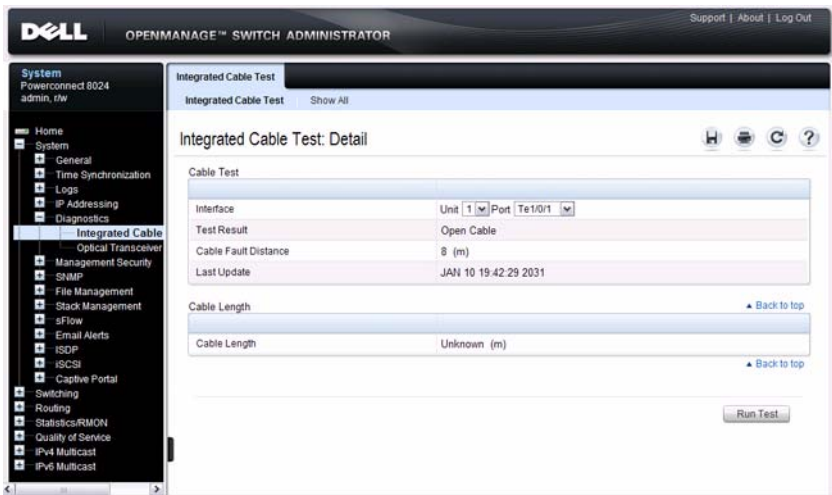 Support | About | Log Out
DELL
OPENMANAGE™ SWITCH ADMINISTRATOR
System
Powerconnect 8024
admin, r/w
Home
System
General
Time Synchronization
Logs
IP Addressing
Diagnostics
Integrated Cable
Optical Transceiver
Management Security
SNMP
File Management
Stack Management
sFlow
Email Alerts
ISDP
iSCSI
Captive Portal
Switching
Routing
Statistics/RMON
Quality of Service
IPv4 Multicast
IPv6 Multicast
Integrated Cable Test
Integrated Cable Test Show All
Integrated Cable Test: Detail
Cable Test
Interface Unit 1 Port Te1/0/1
Test Result Open Cable
Cable Fault Distance 8 (m)
Last Update JAN 10 19:42:29 2031
Cable Length Back to top
Cable Length Unknown (m)
Back to top
Run Test